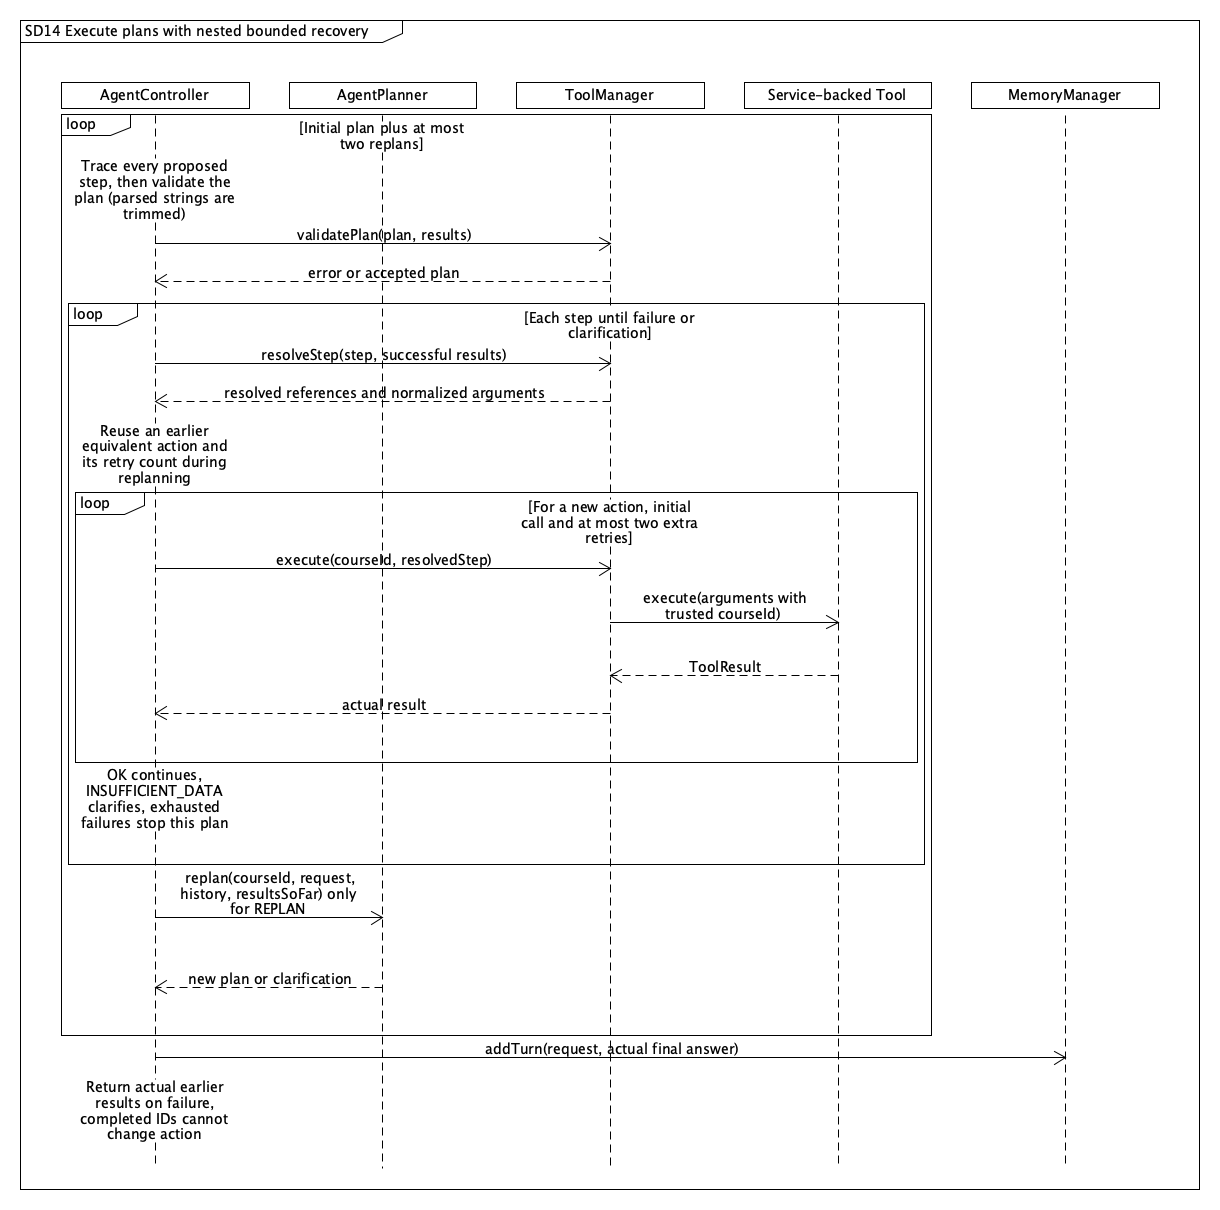 SD14 Execute plans with nested bounded recovery
AgentController
AgentPlanner
ToolManager
Service-backed Tool
MemoryManager
loop
[Initial plan plus at most
two replans]
Trace every proposed
step, then validate the
plan (parsed strings are
trimmed)
validatePlan(plan, results)
error or accepted plan
loop
[Each step until failure or
clarification]
resolveStep(step, successful results)
resolved references and normalized arguments
Reuse an earlier
equivalent action and
its retry count during
replanning
loop
[For a new action, initial
call and at most two extra
retries]
execute(courseId, resolvedStep)
execute(arguments with
trusted courseId)
ToolResult
actual result
OK continues,
INSUFFICIENT_DATA
clarifies, exhausted
failures stop this plan
replan(courseId, request,
history, resultsSoFar) only
for REPLAN
new plan or clarification
addTurn(request, actual final answer)
Return actual earlier
results on failure,
completed IDs cannot
change action